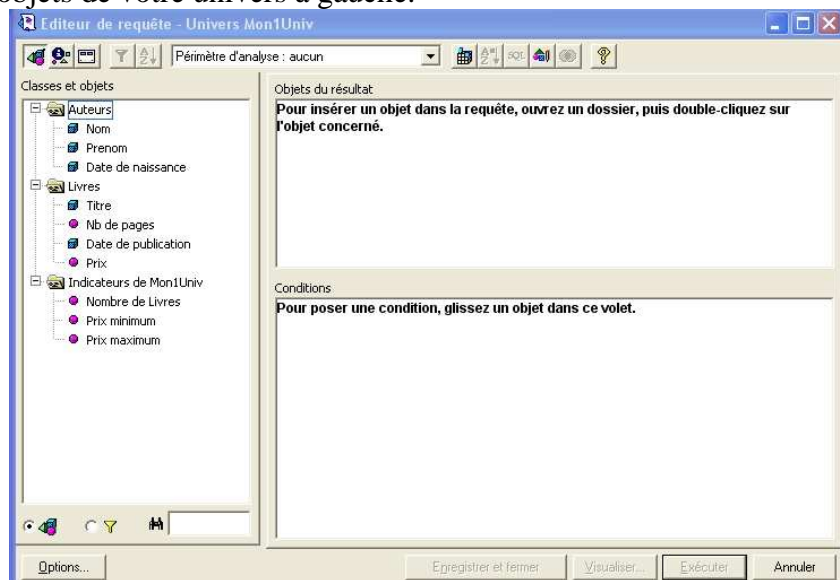 objets de votre univers à gauche.
Editeur de requête - Univers Mon1Univ
Périmètre d'analyse : aucun
SQL
Classes et objets
Auteurs
Nom
Prenom
Date de naissance
Livres
Titre
Nb de pages
Date de publication
Prix
Indicateurs de Mon1Univ
Nombre de Livres
Prix minimum
Prix maximum
Objets du résultat
Pour insérer un objet dans la requête, ouvrez un dossier, puis double-cliquez sur
l'objet concerné.
Conditions
Pour poser une condition, glissez un objet dans ce volet.
Options...
Enregistrer et fermer
Visualiser...
Exécuter
Annuler